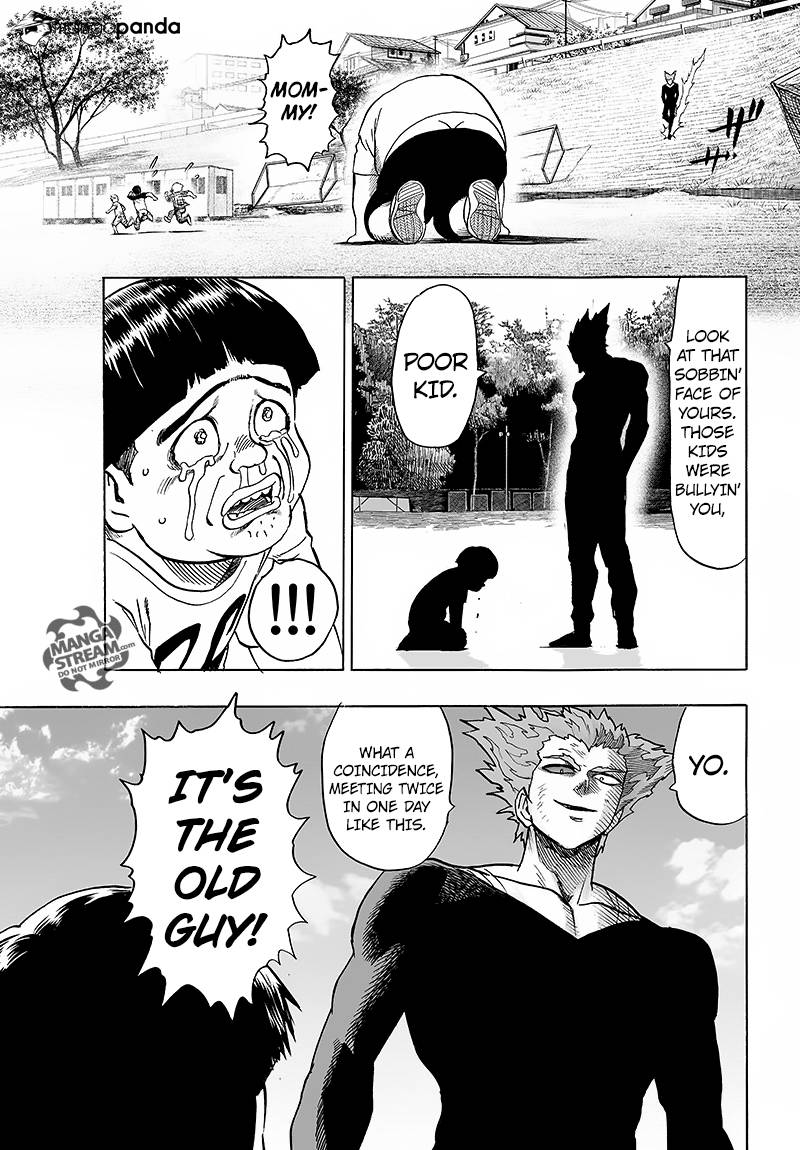 panda
MOM-
MY!
LOOK
AT THAT
SOBBIN'
FACE OF
YOURS.
THOSE
KIDS
WERE
BULLYIN'
YOU,
POOR
KID.
!!!
MANGA
STREAM.com
DO NOT MIRROR
YO.
WHAT A
COINCIDENCE,
MEETING TWICE
IN ONE DAY
LIKE THIS.
IT'S
THE
OLD
GUY!